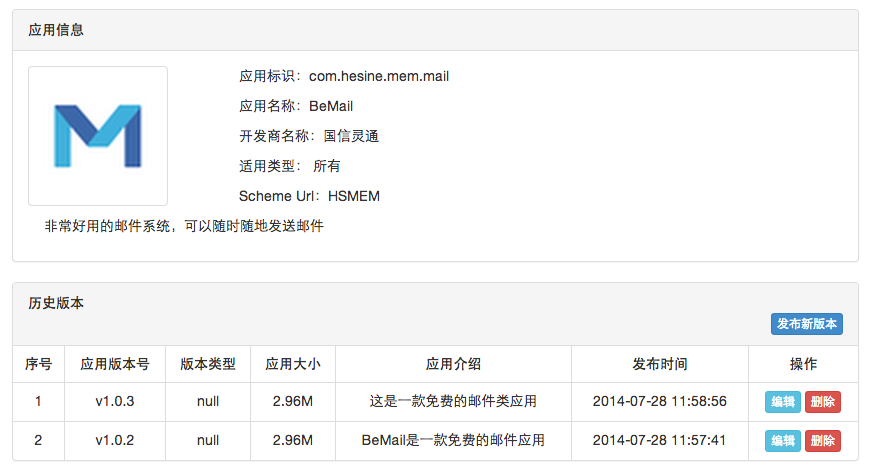 应用信息
应用标识：com.hesine.mem.mail
应用名称：BeMail
开发商名称：国信灵通
适用类型： 所有
Scheme Url：HSMEM
非常好用的邮件系统，可以随时随地发送邮件
历史版本
发布新版本
序号 应用版本号 版本类型 应用大小 应用介绍 发布时间 操作
1 v1.0.3 null 2.96M 这是一款免费的邮件类应用 2014-07-28 11:58:56 编辑 删除
2 v1.0.2 null 2.96M BeMail是一款免费的邮件应用 2014-07-28 11:57:41 编辑 删除